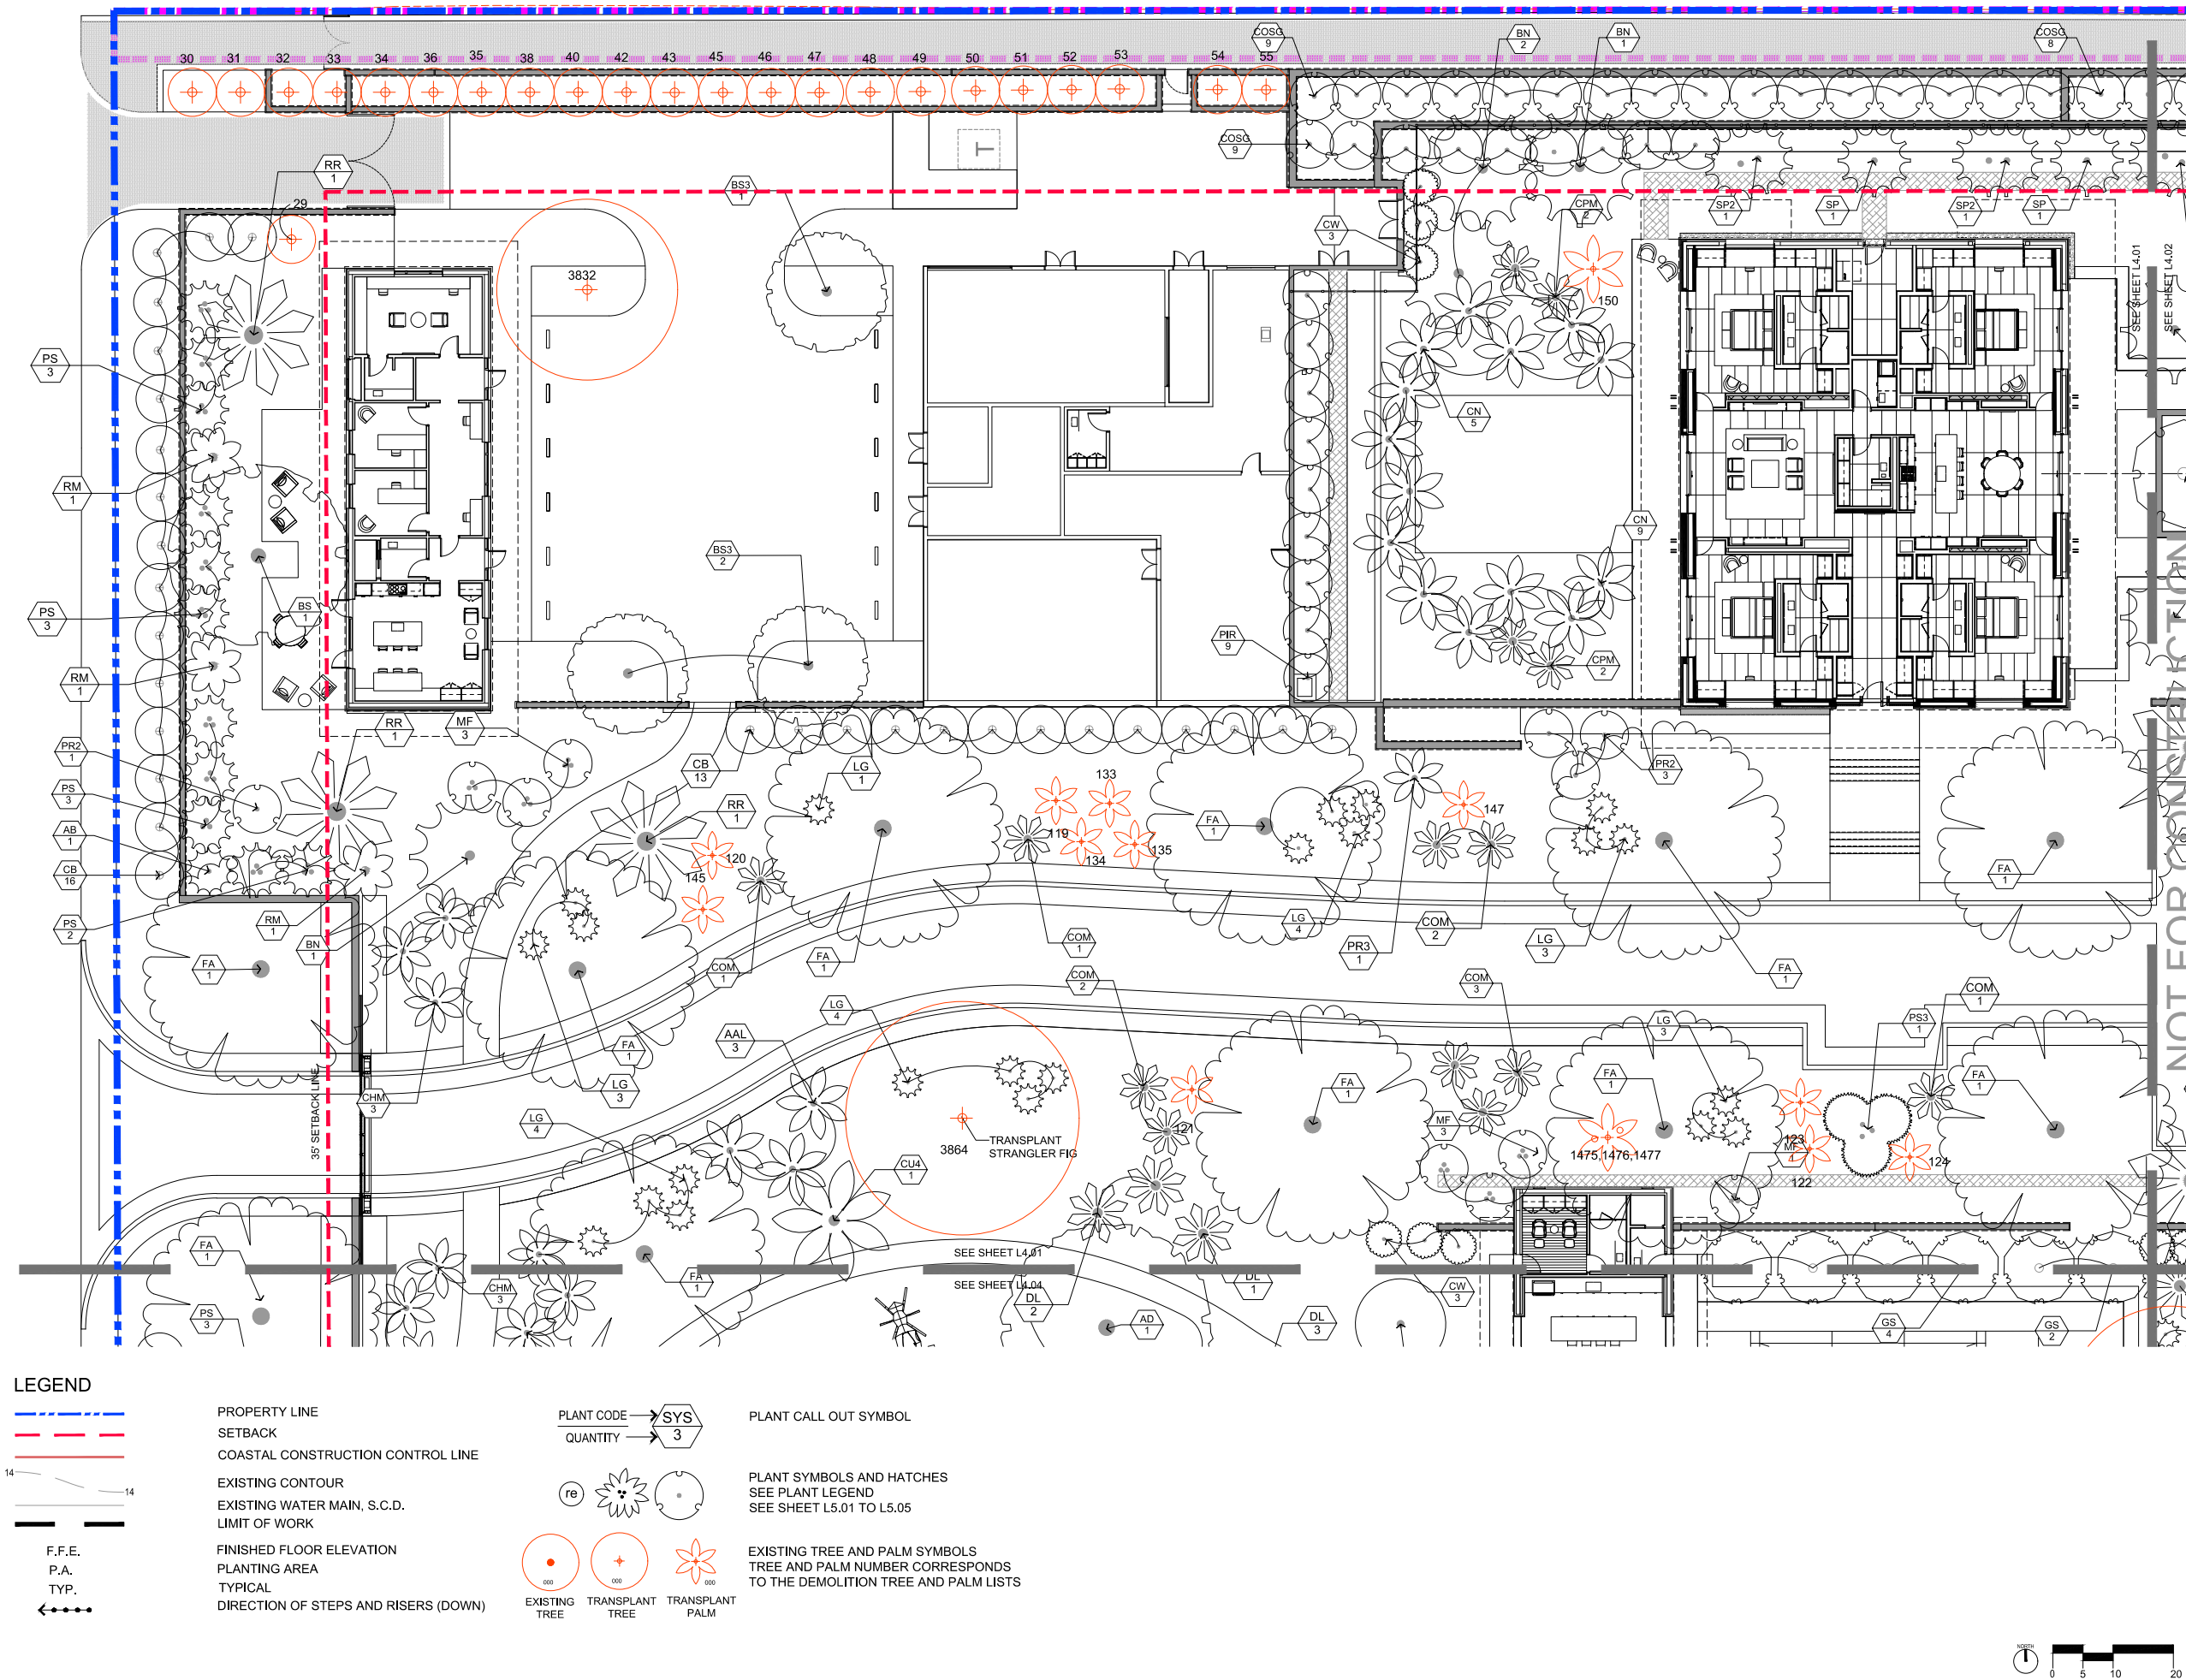 30 31 32 33 34 36 35 38 40 42 43 45 46 47 48 49 50 51 52 53 54 55
COSG
9
BN
2
BN
1
COSG
8
COSG
9
T
RR
1
29
BS3
1
CW
3
CPM
2
SP2
1
SP
1
SP2
1
SP
1
3832
150
SEE SHEET L4.01
SEE SHEET L4.02
PS
3
CN
5
RM
1
CN
9
BS3
2
BS
1
PS
3
PIR
9
CPM
2
RM
1
RR
1
MF
3
PR2
1
CB
13
LG
1
PR2
3
PS
3
RR
1
133
147
AB
1
FA
1
119
120
134
135
CB
16
145
FA
1
PS
2
RM
1
BN
1
LG
4
COM
2
COM
1
PR3
1
LG
3
FA
1
COM
1
FA
1
FA
1
COM
2
COM
3
COM
1
LG
4
AAL
3
LG
3
PS3
1
FA
1
LG
3
CHM
3
FA
1
FA
1
FA
1
LG
4
MF
3
121
123
MF
1
124
122
3864
TRANSPLANT
STRANGLER FIG
1475,1476,1477
CU4
1
35' SETBACK LINE
FA
1
SEE SHEET L4.01
SEE SHEET L4.04
FA
1
CHM
3
DL
1
DL
2
CW
3
PS
3
AD
1
DL
3
GS
4
GS
2
NOT FOR CONSTRUCTION
LEGEND
PROPERTY LINE
SETBACK
COASTAL CONSTRUCTION CONTROL LINE
14 14 EXISTING CONTOUR
EXISTING WATER MAIN, S.C.D.
LIMIT OF WORK
F.F.E. FINISHED FLOOR ELEVATION
P.A. PLANTING AREA
TYP. TYPICAL
DIRECTION OF STEPS AND RISERS (DOWN)
PLANT CODE SYS
QUANTITY 3
PLANT CALL OUT SYMBOL
re
PLANT SYMBOLS AND HATCHES
SEE PLANT LEGEND
SEE SHEET L5.01 TO L5.05
000 000 000
EXISTING TREE AND PALM SYMBOLS
TREE AND PALM NUMBER CORRESPONDS
TO THE DEMOLITION TREE AND PALM LISTS
EXISTING
TREE
TRANSPLANT
TREE
TRANSPLANT
PALM
NORTH
0 5 10 20